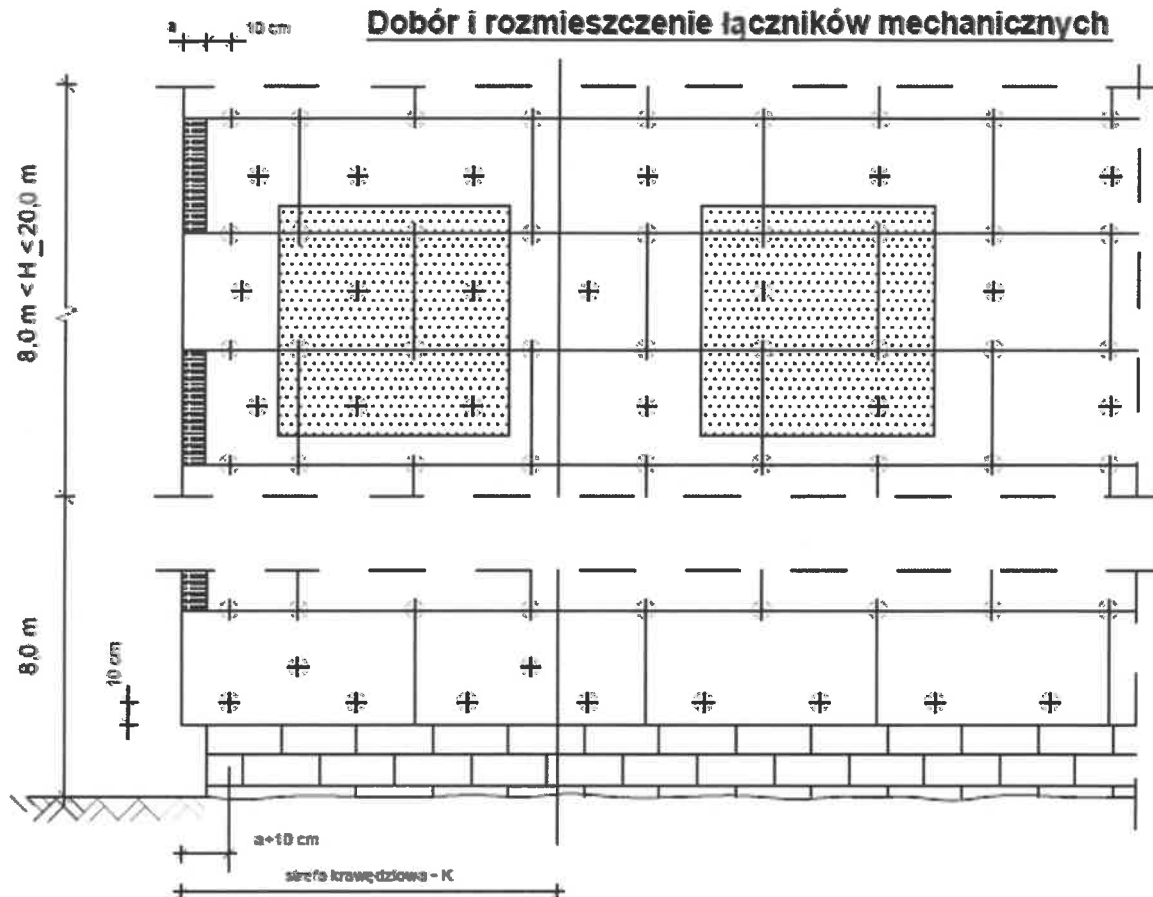 Dobór i rozmieszczenie łączników mechanicznych
a 10 cm
8,0 m < H ≤ 20,0 m
8,0 m
10 cm
a+10 cm
strefa krawędziowa - K